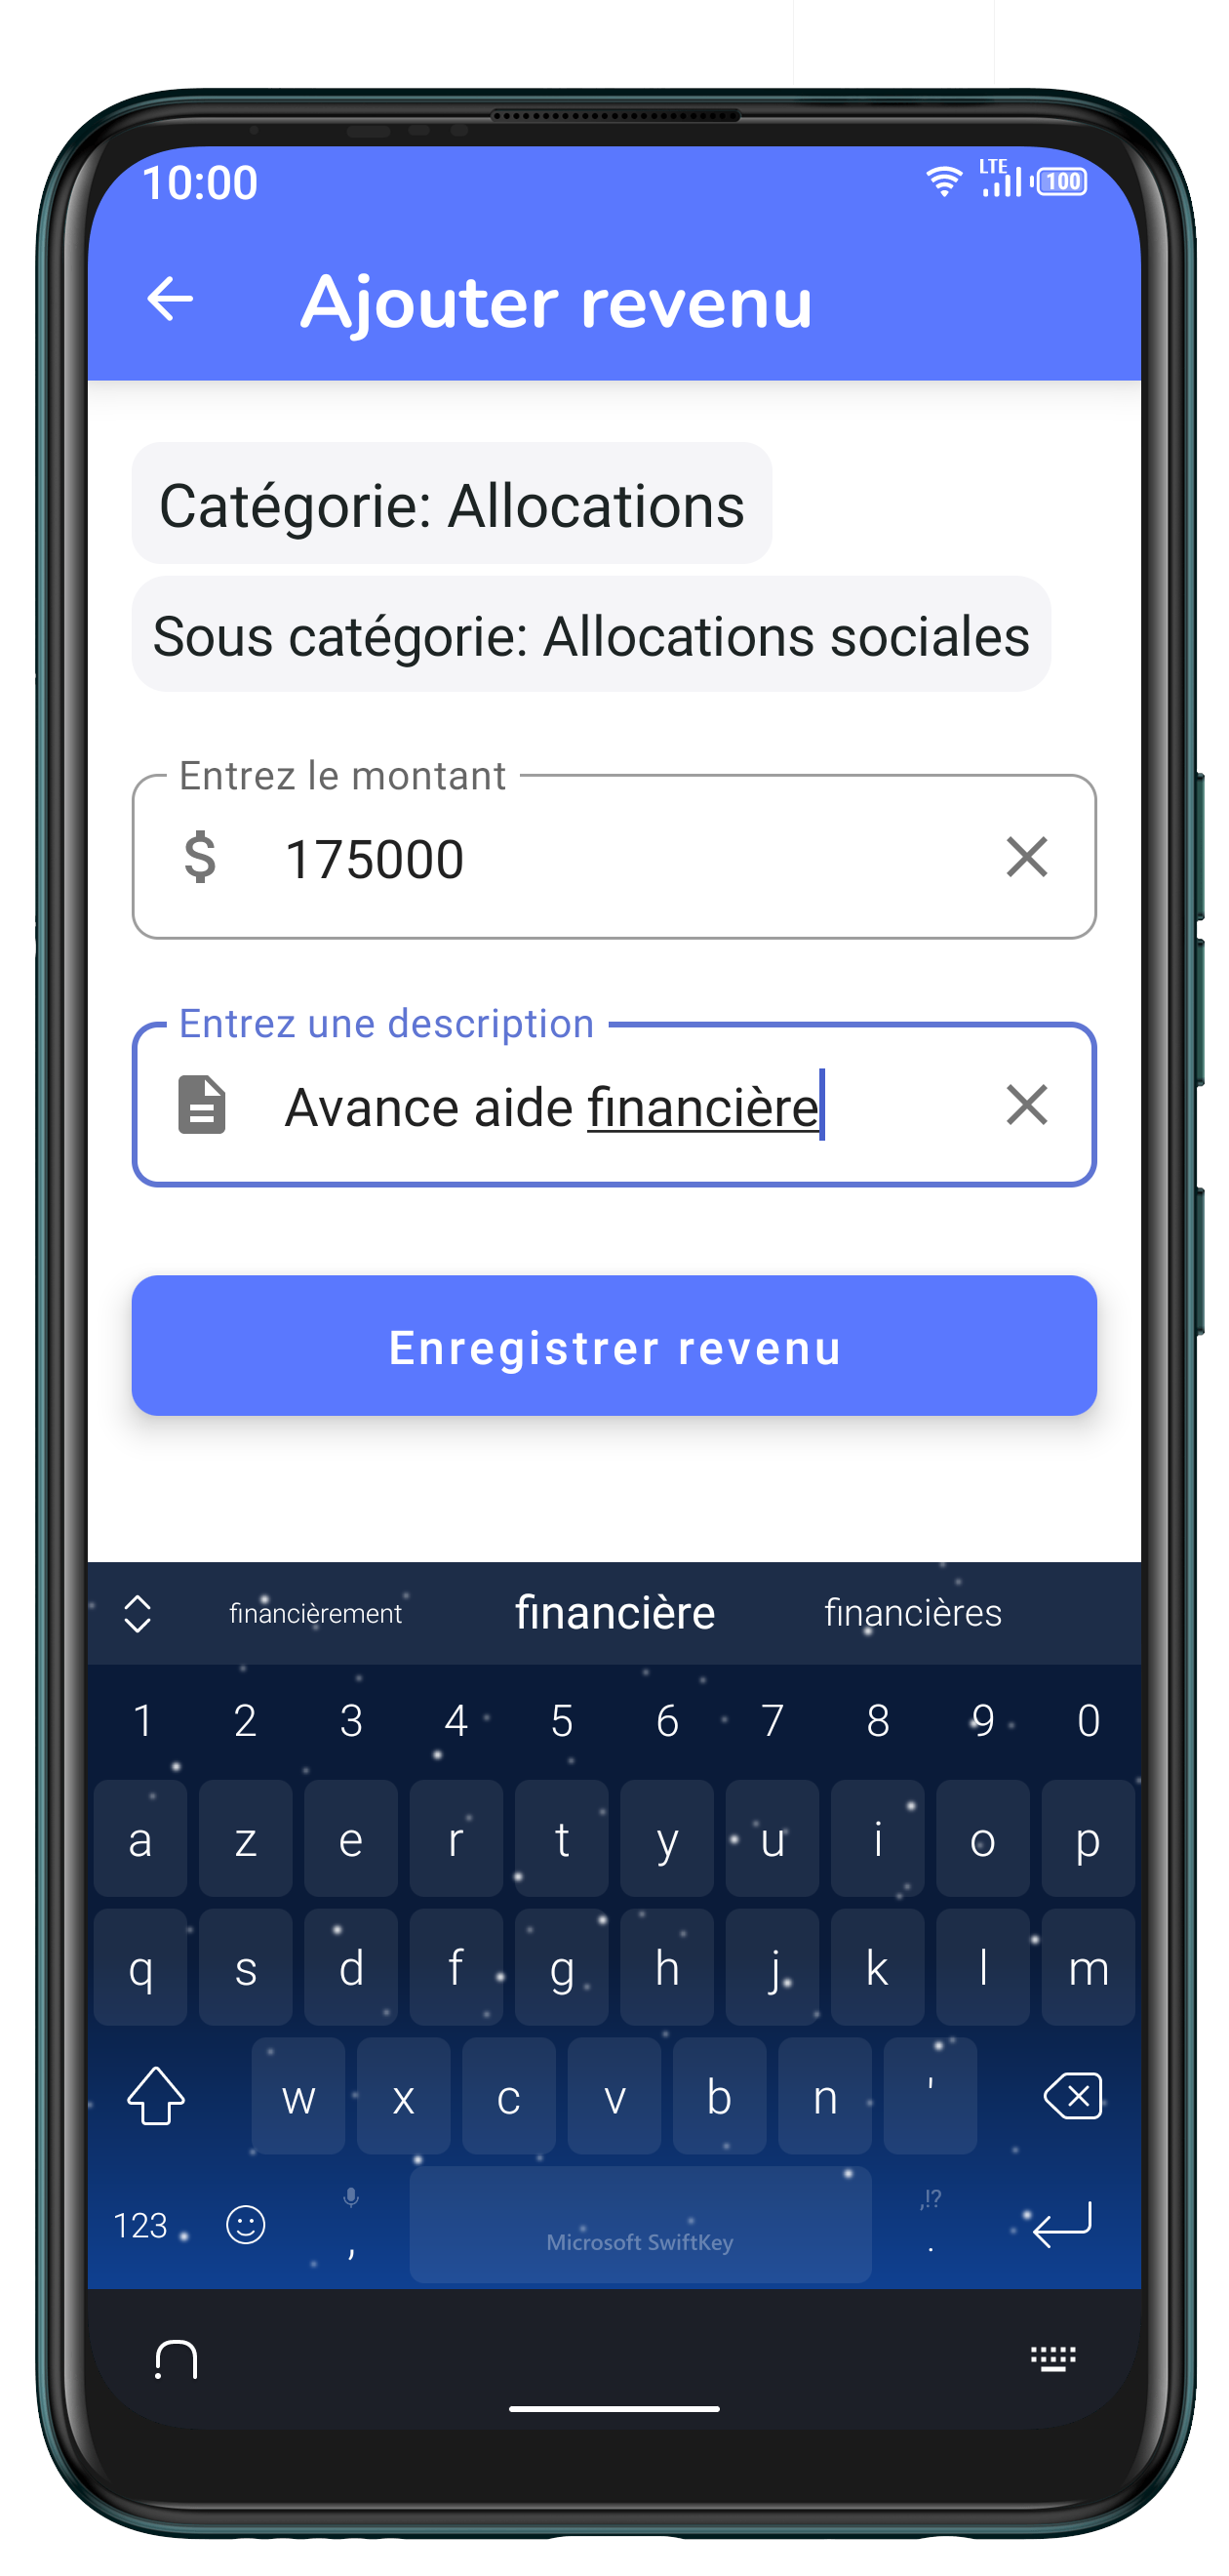 10:00 LTE 100
Ajouter revenu
Catégorie: Allocations
Sous catégorie: Allocations sociales
Entrez le montant
$ 175000
Entrez une description
Avance aide financière
Enregistrer revenu
financièrement financière financières
1 2 3 4 5 6 7 8 9 0
a z e r t y u i o p
q s d f g h j k l m
w x c v b n '
,!?
123 , Microsoft SwiftKey .